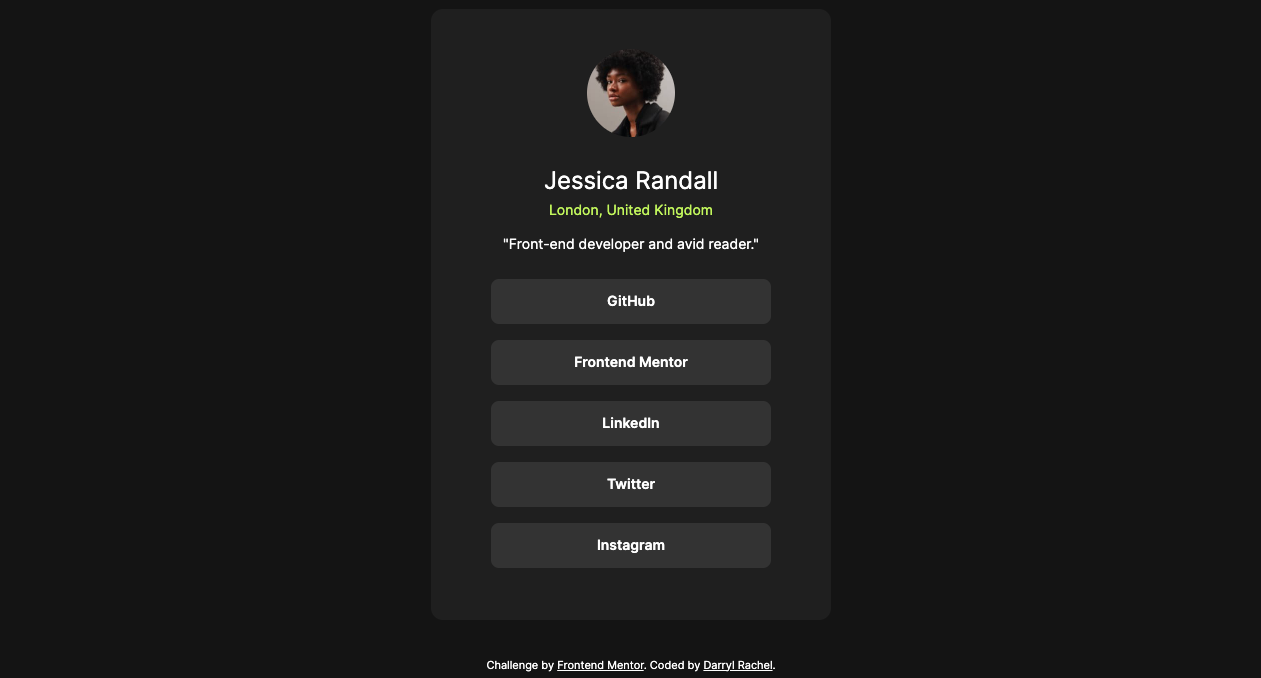 Jessica Randall
London, United Kingdom
"Front-end developer and avid reader."
GitHub
Frontend Mentor
LinkedIn
Twitter
Instagram
Challenge by Frontend Mentor. Coded by Darryl Rachel.